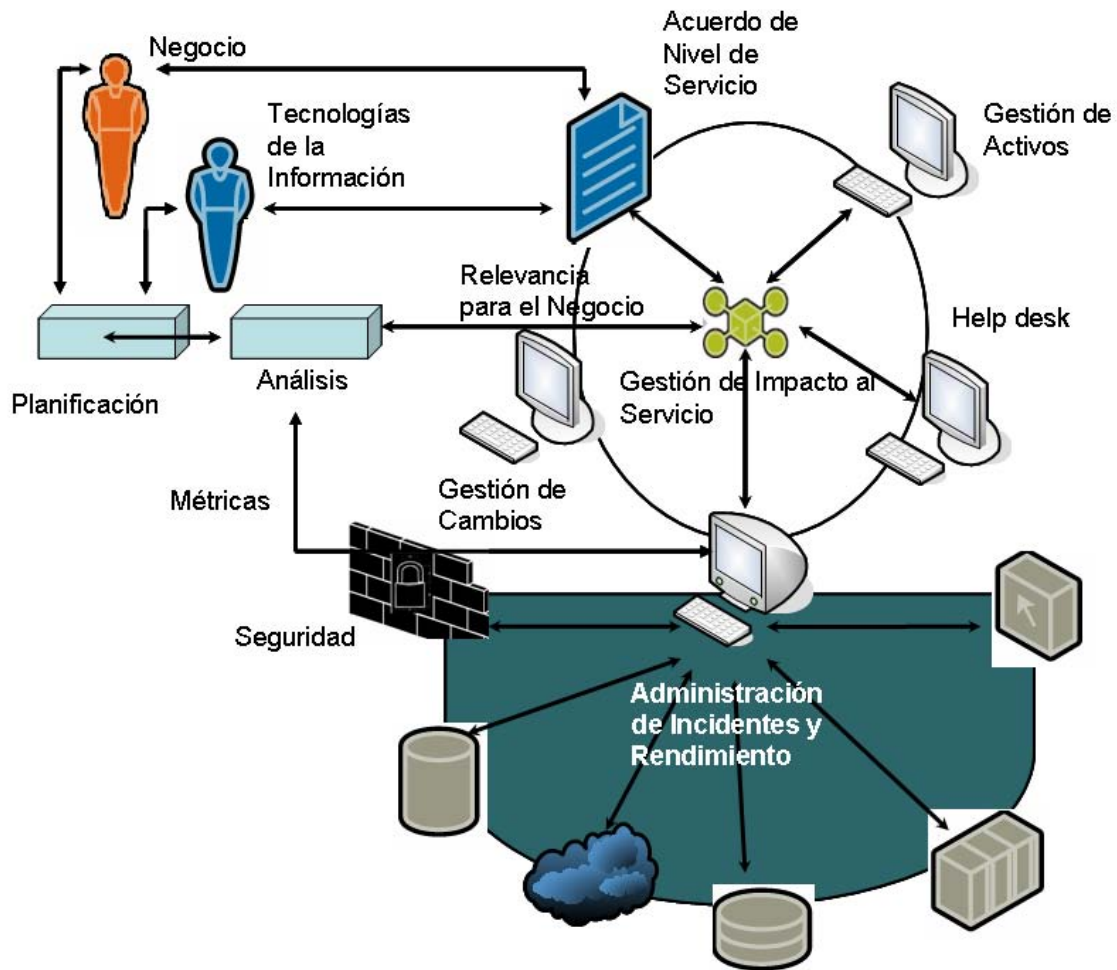 Negocio
Acuerdo de
Nivel de
Servicio
Tecnologías
de la
Información
Gestión de
Activos
Relevancia
para el Negocio
Help desk
Planificación
Análisis
Gestión de Impacto al
Servicio
Métricas
Gestión de
Cambios
Seguridad
Administración
de Incidentes y
Rendimiento